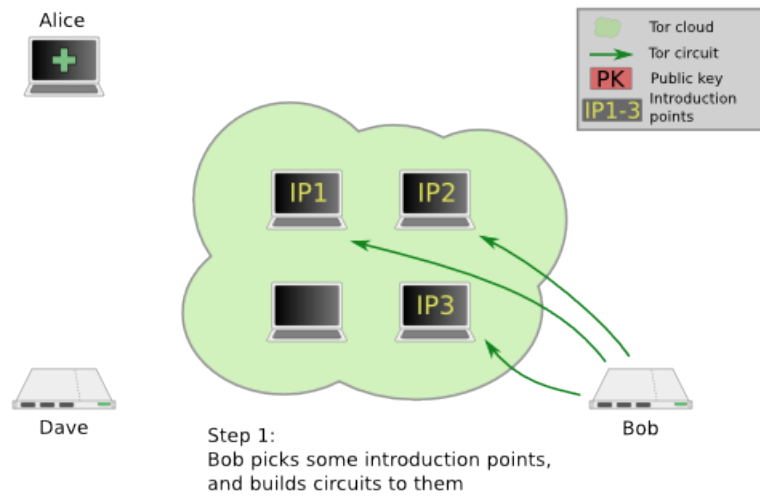 Alice
Tor cloud
Tor circuit
PK Public key
IP1-3 Introduction
points
IP1
IP2
IP3
Dave
Bob
Step 1:
Bob picks some introduction points,
and builds circuits to them